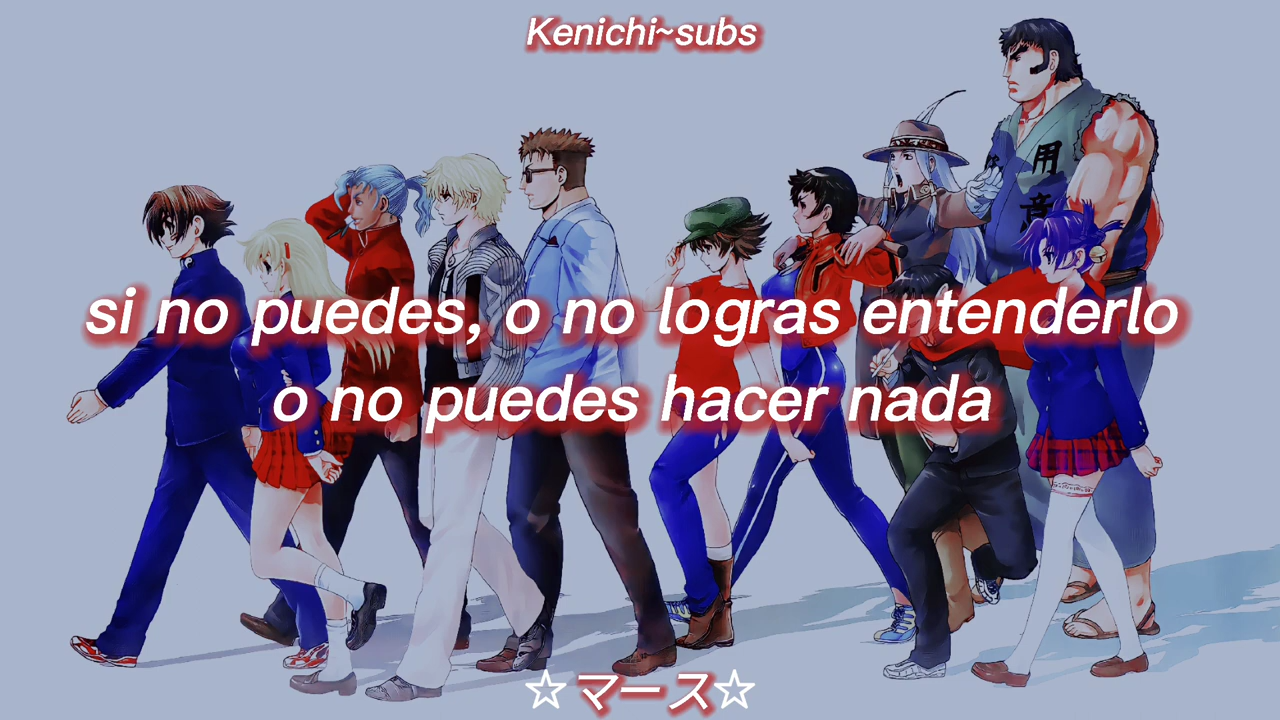 Kenichi~subs
si no puedes, o no logras entenderlo
o no puedes hacer nada
☆マース☆